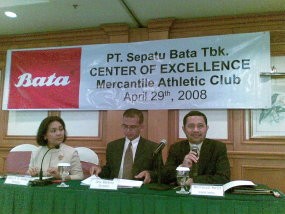 Bata
PT. Sepatu Bata Tbk.
CENTER OF EXCELLENCE
Mercantile Athletic Club
April 29th, 2008